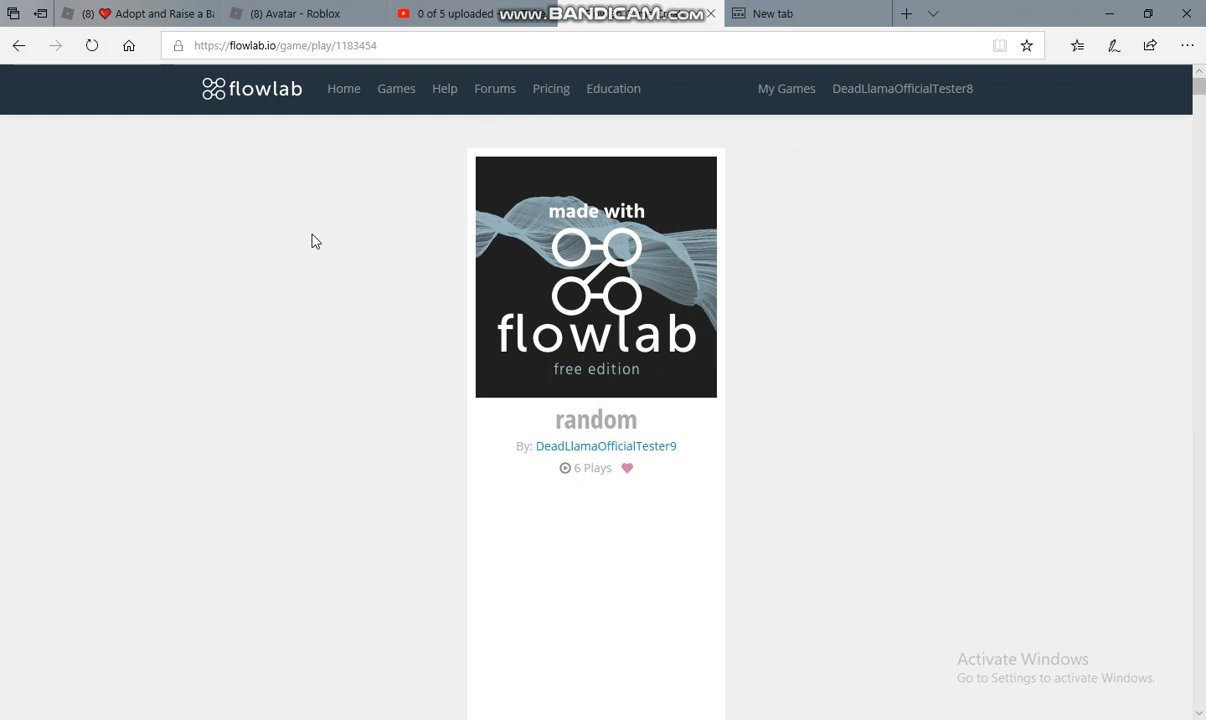 (8) ❤ Adopt and Raise a Ba
(8) Avatar - Roblox
0 of 5 uploaded
www.BANDICAM.com
New tab
https://flowlab.io/game/play/1183454
flowlab
Home
Games
Help
Forums
Pricing
Education
My Games
DeadLlamaOfficialTester8
made with
flowlab
free edition
random
By: DeadLlamaOfficialTester9
6 Plays
Activate Windows
Go to Settings to activate Windows.